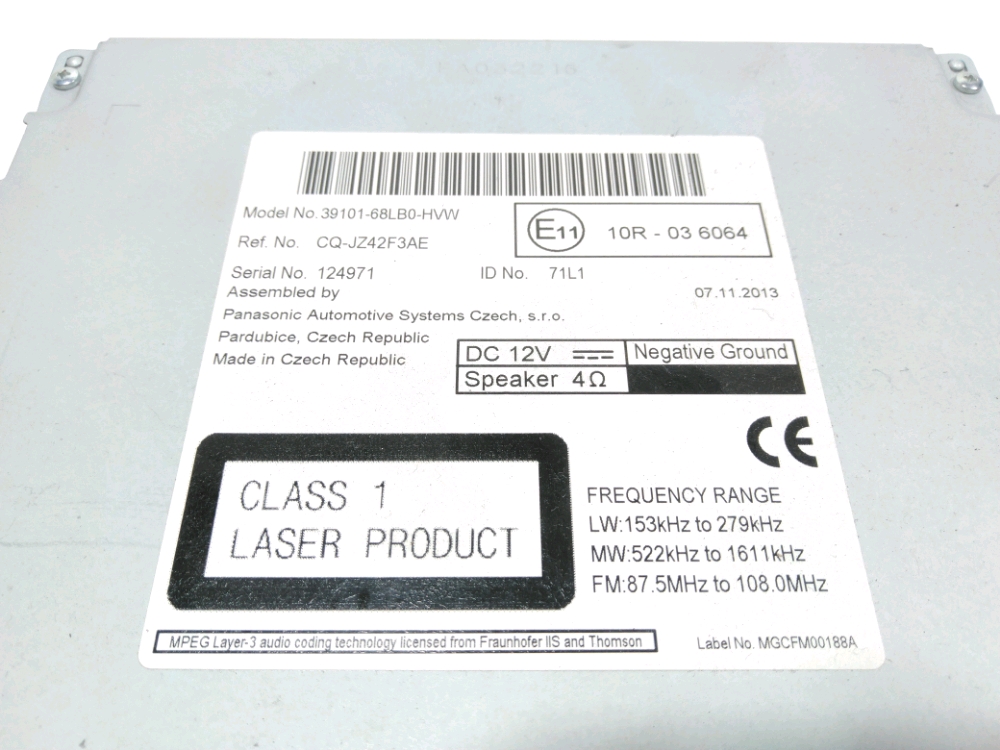 Model No. 39101-68LB0-HVW
E11 10R - 03 6064
Ref. No. CQ-JZ42F3AE
Serial No. 124971 ID No. 71L1
Assembled by 07.11.2013
Panasonic Automotive Systems Czech, s.r.o.
Pardubice, Czech Republic
Made in Czech Republic
DC 12V Negative Ground
Speaker 4Ω
CE
CLASS 1
LASER PRODUCT
FREQUENCY RANGE
LW:153kHz to 279kHz
MW:522kHz to 1611kHz
FM:87.5MHz to 108.0MHz
MPEG Layer-3 audio coding technology licensed from Fraunhofer IIS and Thomson
Label No. MGCFM00188A